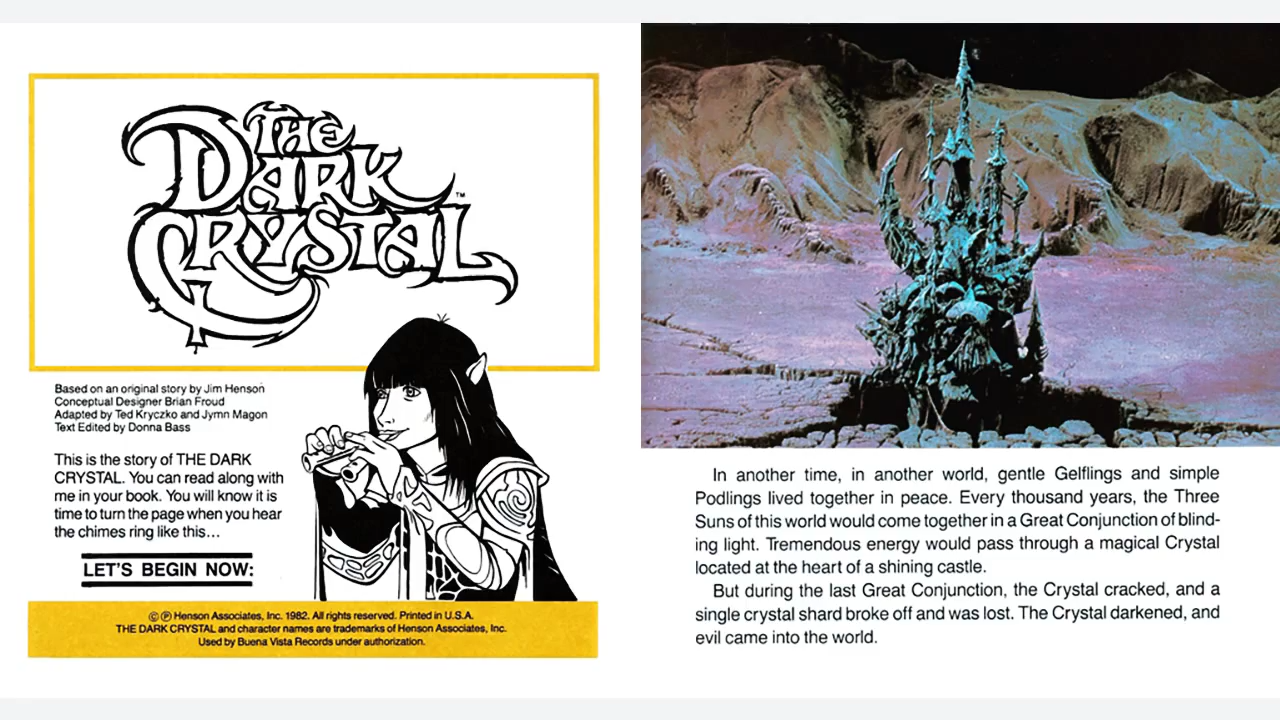 THE
DARK
CRYSTAL™
Based on an original story by Jim Henson
Conceptual Designer Brian Froud
Adapted by Ted Kryczko and Jymn Magon
Text Edited by Donna Bass
This is the story of THE DARK
CRYSTAL. You can read along with
me in your book. You will know it is
time to turn the page when you hear
the chimes ring like this...
LET'S BEGIN NOW:
©℗ Henson Associates, Inc. 1982. All rights reserved. Printed in U.S.A.
THE DARK CRYSTAL and character names are trademarks of Henson Associates, Inc.
Used by Buena Vista Records under authorization.
In another time, in another world, gentle Gelflings and simple
Podlings lived together in peace. Every thousand years, the Three
Suns of this world would come together in a Great Conjunction of blind-
ing light. Tremendous energy would pass through a magical Crystal
located at the heart of a shining castle.
But during the last Great Conjunction, the Crystal cracked, and a
single crystal shard broke off and was lost. The Crystal darkened, and
evil came into the world.